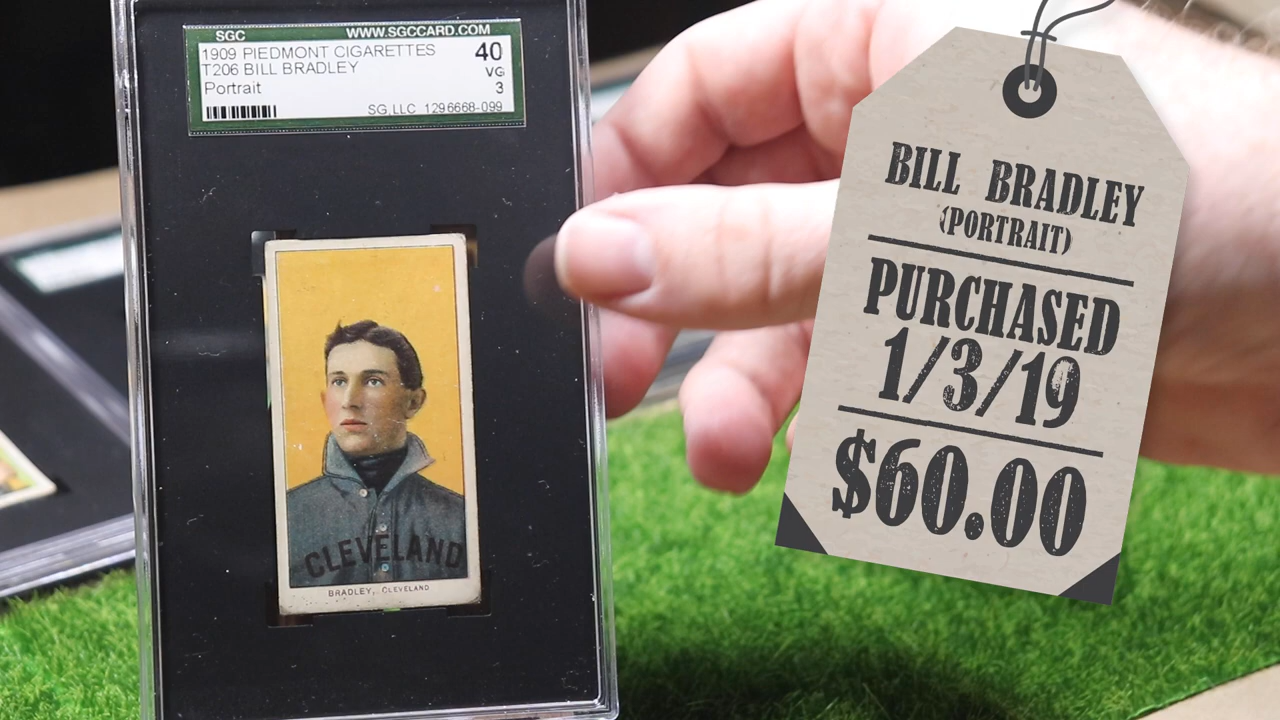 SGC WWW.SGCCARD.COM
1909 PIEDMONT CIGARETTES 40
T206 BILL BRADLEY VG
Portrait 3
SG,LLC 1296668-099
CLEVELAND
BRADLEY, CLEVELAND
BILL BRADLEY
(PORTRAIT)
PURCHASED
1/3/19
$60.00